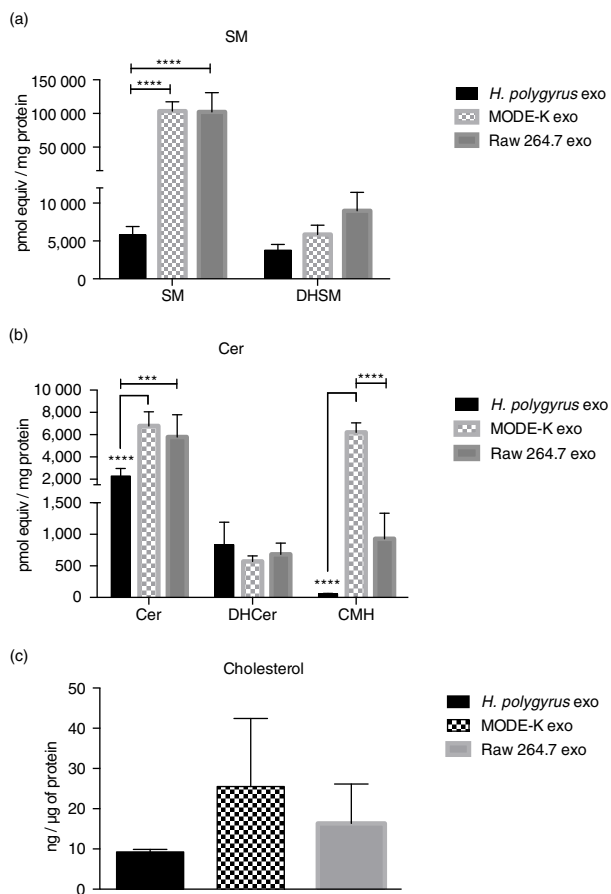 (a)
SM
pmol equiv / mg protein
150 000
100 000
50 000
10 000
5,000
0
****
****
SM
DHSM
H. polygyrus exo
MODE-K exo
Raw 264.7 exo
(b)
Cer
pmol equiv / mg protein
10 000
8,000
6,000
4,000
2,000
1,500
1,000
500
0
***
****
****
****
Cer
DHCer
CMH
H. polygyrus exo
MODE-K exo
Raw 264.7 exo
(c)
Cholesterol
ng / µg of protein
50
40
30
20
10
0
H. polygyrus exo
MODE-K exo
Raw 264.7 exo